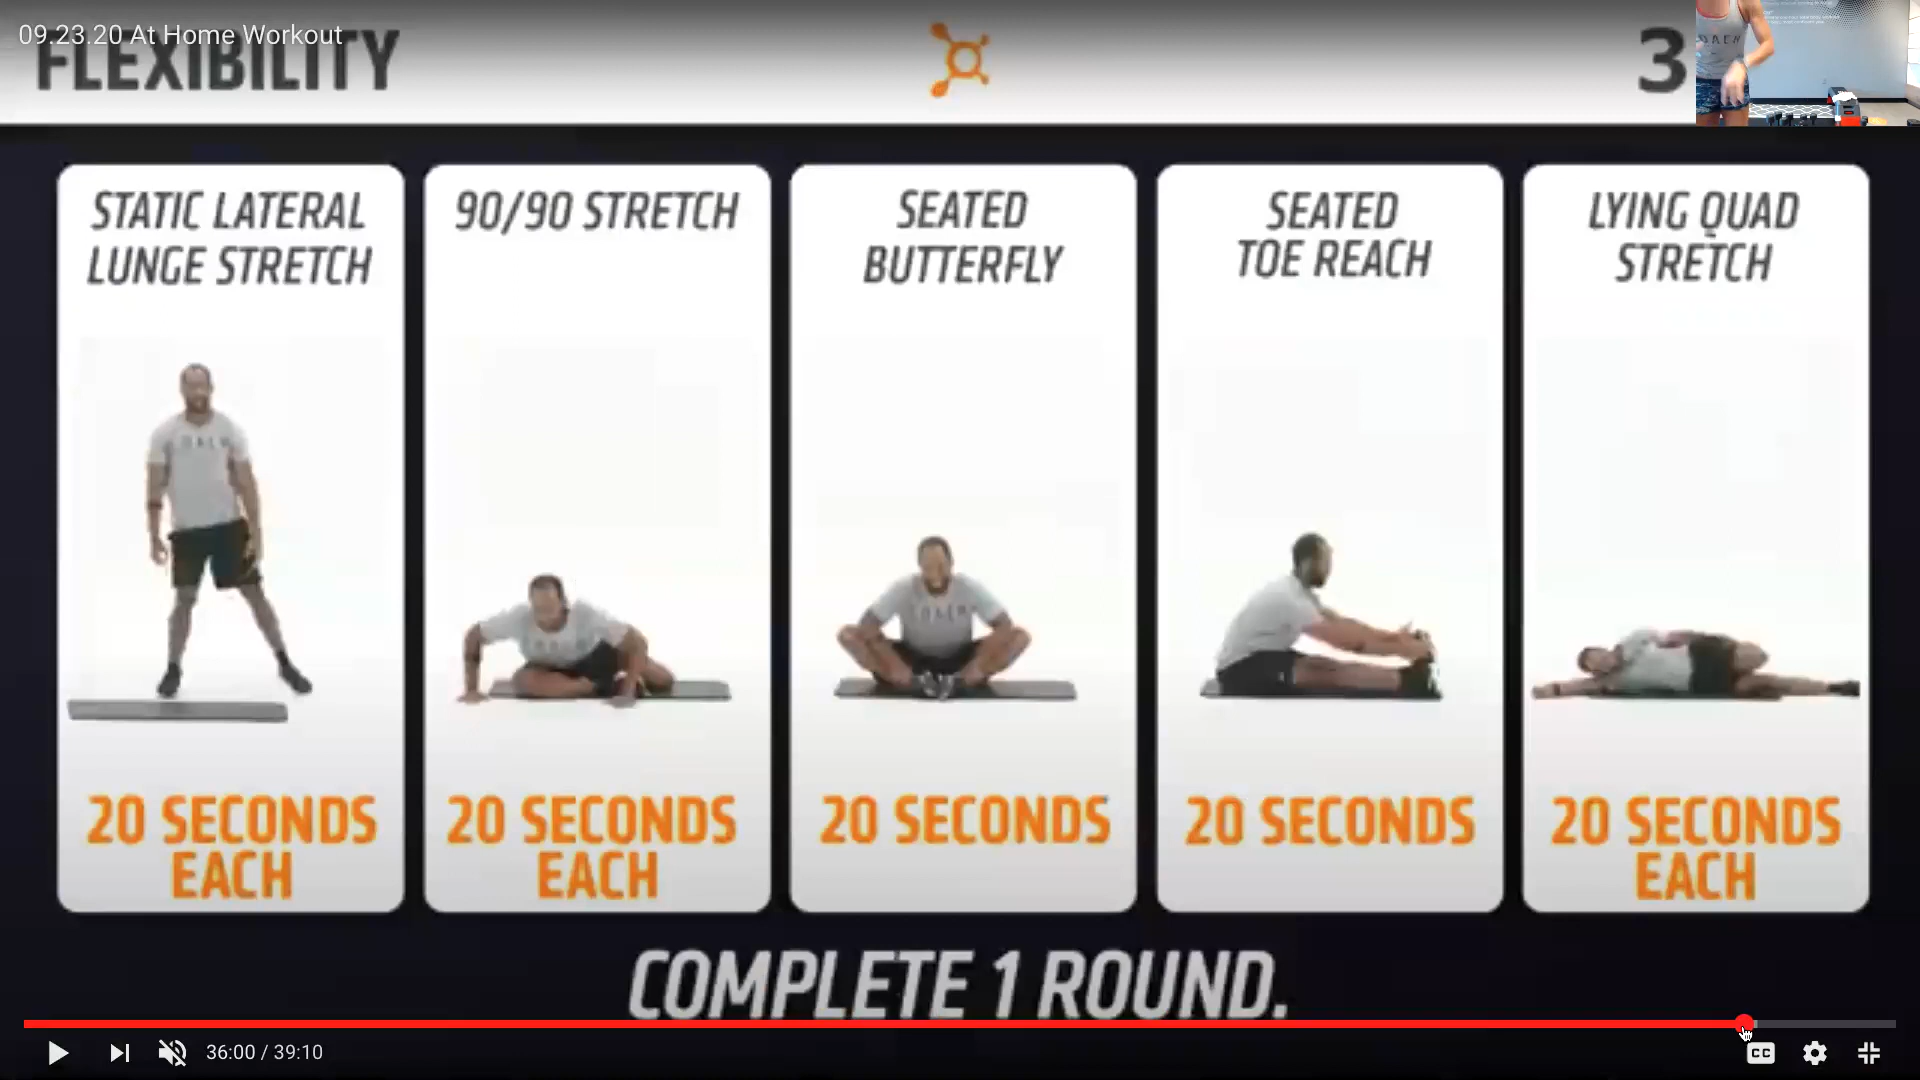 09.23.20 At Home Workout
FLEXIBILITY
3
STATIC LATERAL
LUNGE STRETCH
20 SECONDS
EACH
90/90 STRETCH
20 SECONDS
EACH
SEATED
BUTTERFLY
20 SECONDS
SEATED
TOE REACH
20 SECONDS
LYING QUAD
STRETCH
20 SECONDS
EACH
COMPLETE 1 ROUND.
36:00 / 39:10
CC